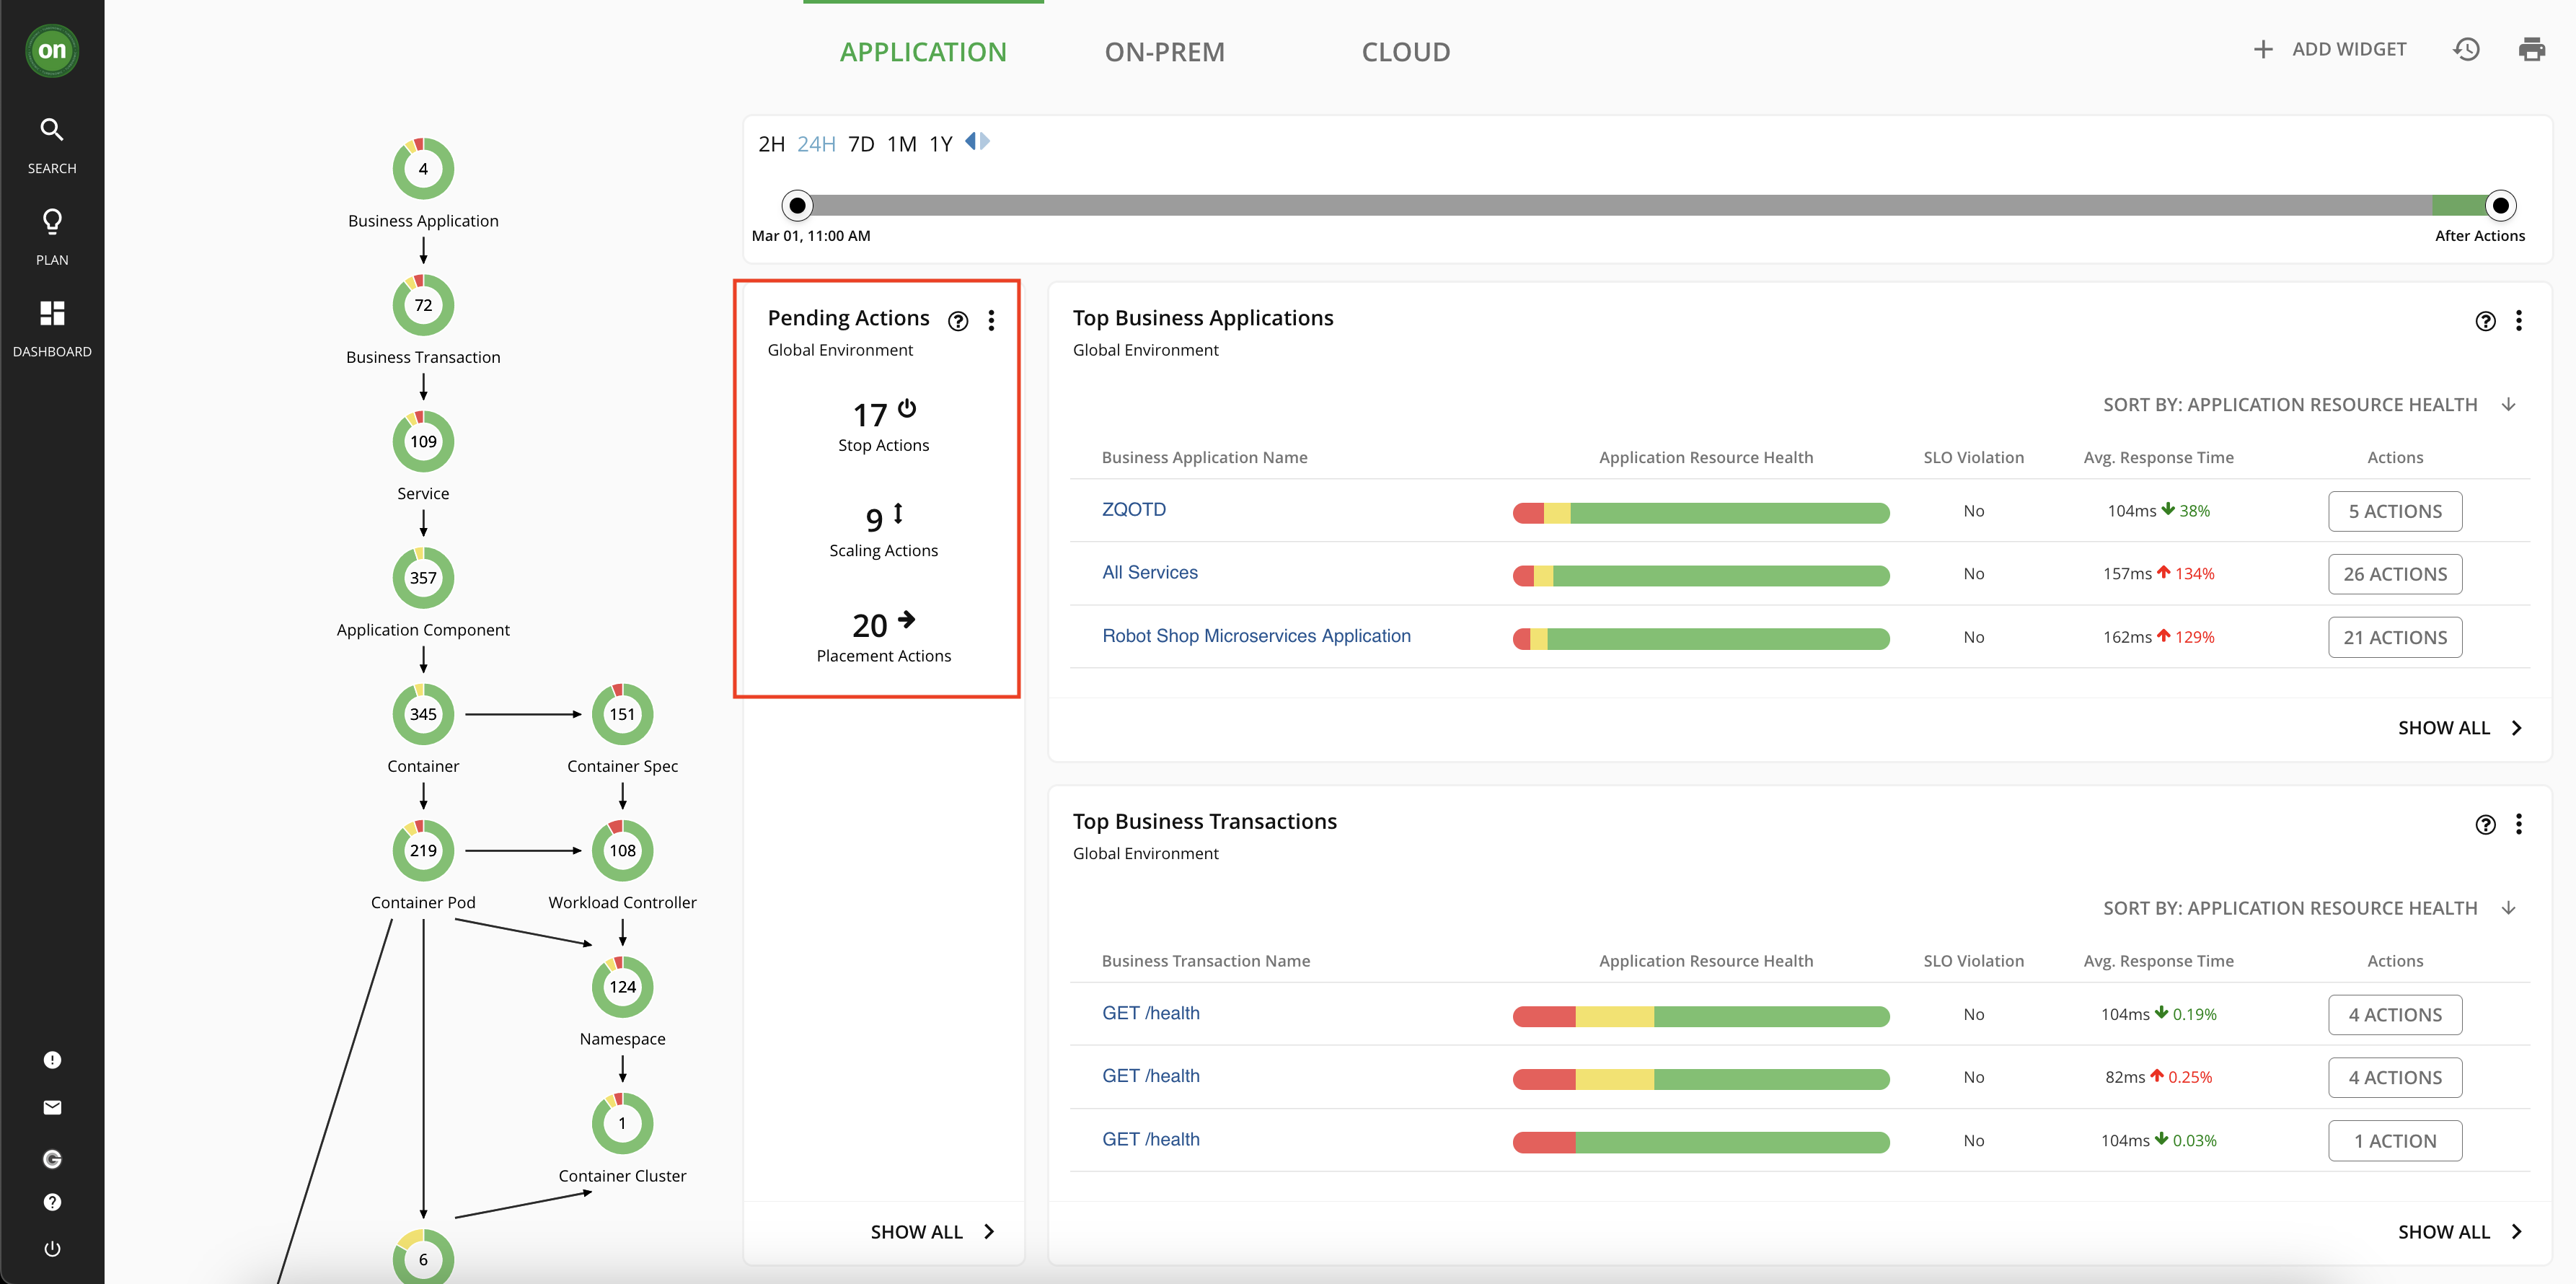 on
SEARCH
PLAN
DASHBOARD
APPLICATION
ON-PREM
CLOUD
ADD WIDGET
4
Business Application
72
Business Transaction
109
Service
357
Application Component
345
Container
151
Container Spec
219
Container Pod
108
Workload Controller
124
Namespace
1
Container Cluster
6
2H 24H 7D 1M 1Y
Mar 01, 11:00 AM
After Actions
Pending Actions
Global Environment
17
Stop Actions
9
Scaling Actions
20
Placement Actions
SHOW ALL
Top Business Applications
Global Environment
SORT BY: APPLICATION RESOURCE HEALTH
Business Application Name Application Resource Health SLO Violation Avg. Response Time Actions
ZQOTD No 104ms 38% 5 ACTIONS
All Services No 157ms 134% 26 ACTIONS
Robot Shop Microservices Application No 162ms 129% 21 ACTIONS
SHOW ALL
Top Business Transactions
Global Environment
SORT BY: APPLICATION RESOURCE HEALTH
Business Transaction Name Application Resource Health SLO Violation Avg. Response Time Actions
GET /health No 104ms 0.19% 4 ACTIONS
GET /health No 82ms 0.25% 4 ACTIONS
GET /health No 104ms 0.03% 1 ACTION
SHOW ALL